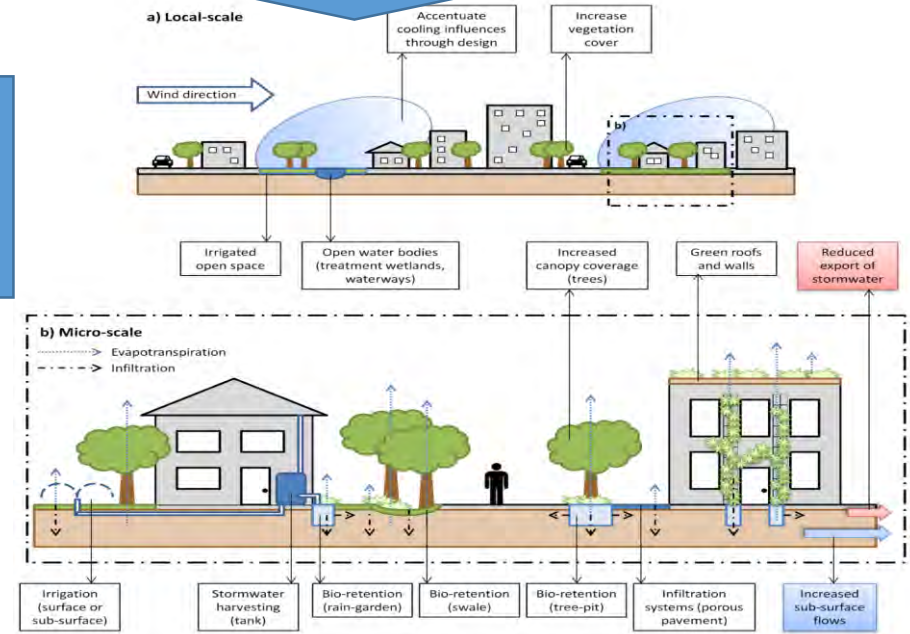 a) Local-scale
Accentuate
cooling influences
through design
Increase
vegetation
cover
Wind direction
b)
Irrigated
open space
Open water bodies
(treatment wetlands,
waterways)
Increased
canopy coverage
(trees)
Green roofs
and walls
Reduced
export of
stormwater
b) Micro-scale
Evapotranspiration
Infiltration
Irrigation
(surface or
sub-surface)
Stormwater
harvesting
(tank)
Bio-retention
(rain-garden)
Bio-retention
(swale)
Bio-retention
(tree-pit)
Infiltration
systems (porous
pavement)
Increased
sub-surface
flows